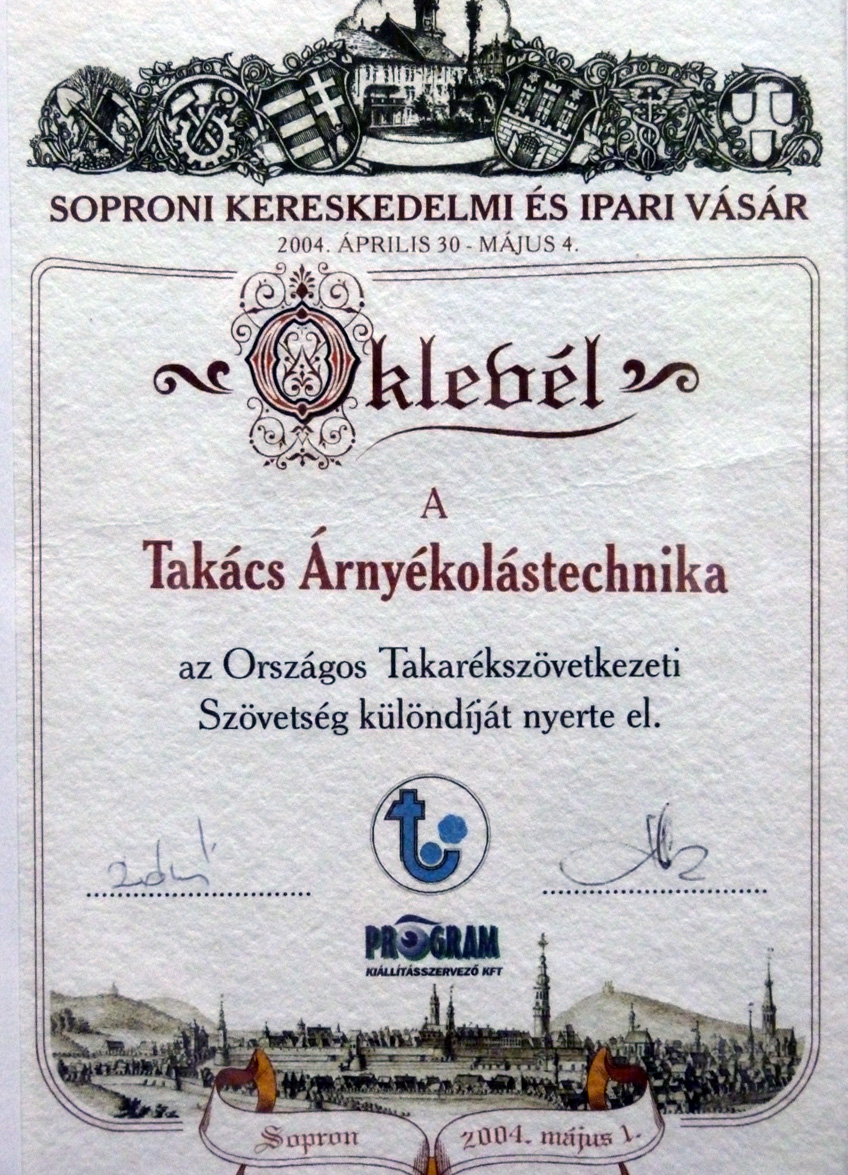 SOPRONI KERESKEDELMI ÉS IPARI VÁSÁR
2004. ÁPRILIS 30 - MÁJUS 4.
Oklevél
A
Takács Árnyékolástechnika
az Országos Takarékszövetkezeti
Szövetség különdíját nyerte el.
PROGRAM
KIÁLLÍTÁSSZERVEZŐ KFT
Sopron 2004. május 1.